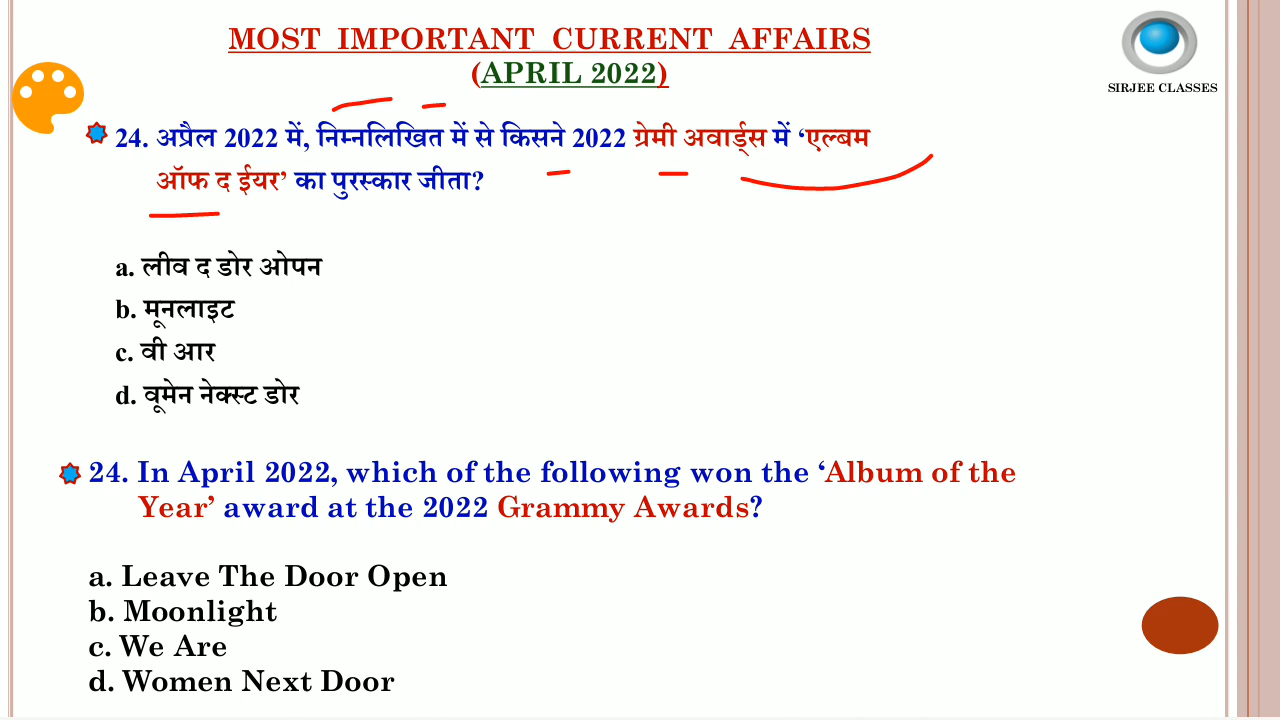 MOST IMPORTANT CURRENT AFFAIRS
(APRIL 2022)
SIRJEE CLASSES
24. अप्रैल 2022 में, निम्नलिखित में से किसने 2022 ग्रेमी अवार्ड्स में ‘एल्बम
ऑफ द ईयर’ का पुरस्कार जीता?
a. लीव द डोर ओपन
b. मूनलाइट
c. वी आर
d. वूमेन नेक्स्ट डोर
24. In April 2022, which of the following won the ‘Album of the
Year’ award at the 2022 Grammy Awards?
a. Leave The Door Open
b. Moonlight
c. We Are
d. Women Next Door